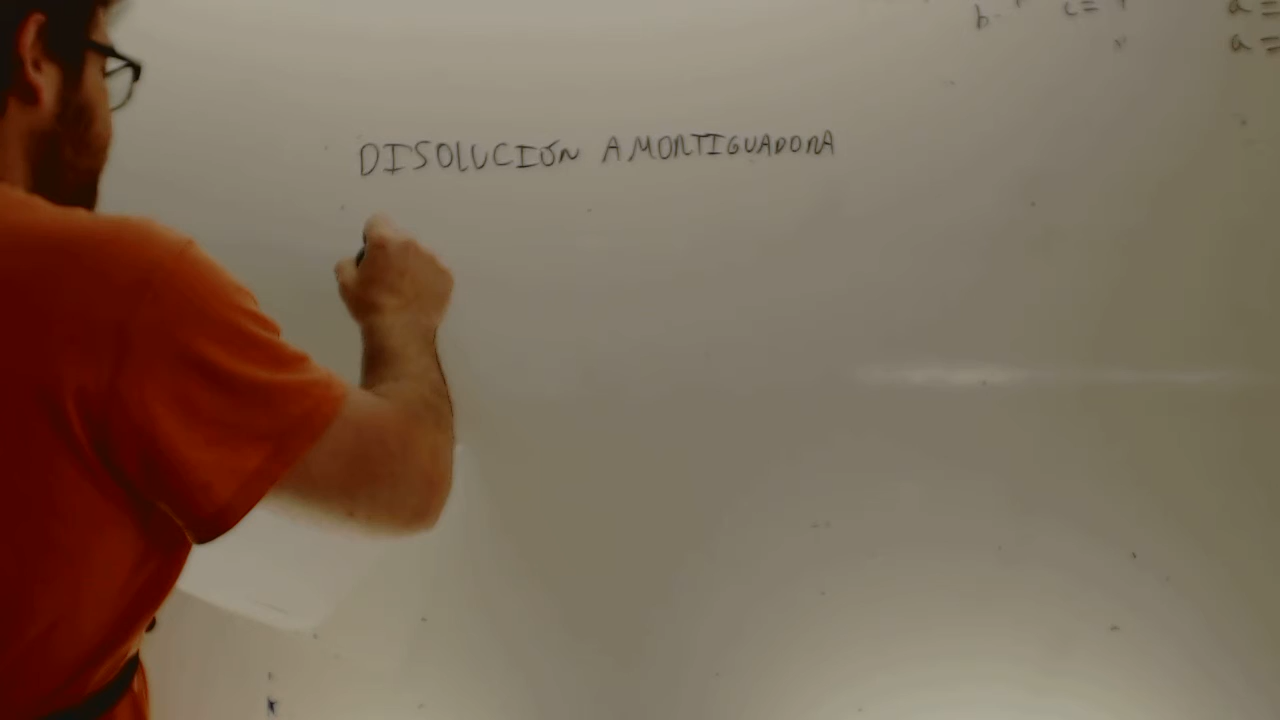 b c = a =
a =
DISOLUCIÓN AMORTIGUADORA